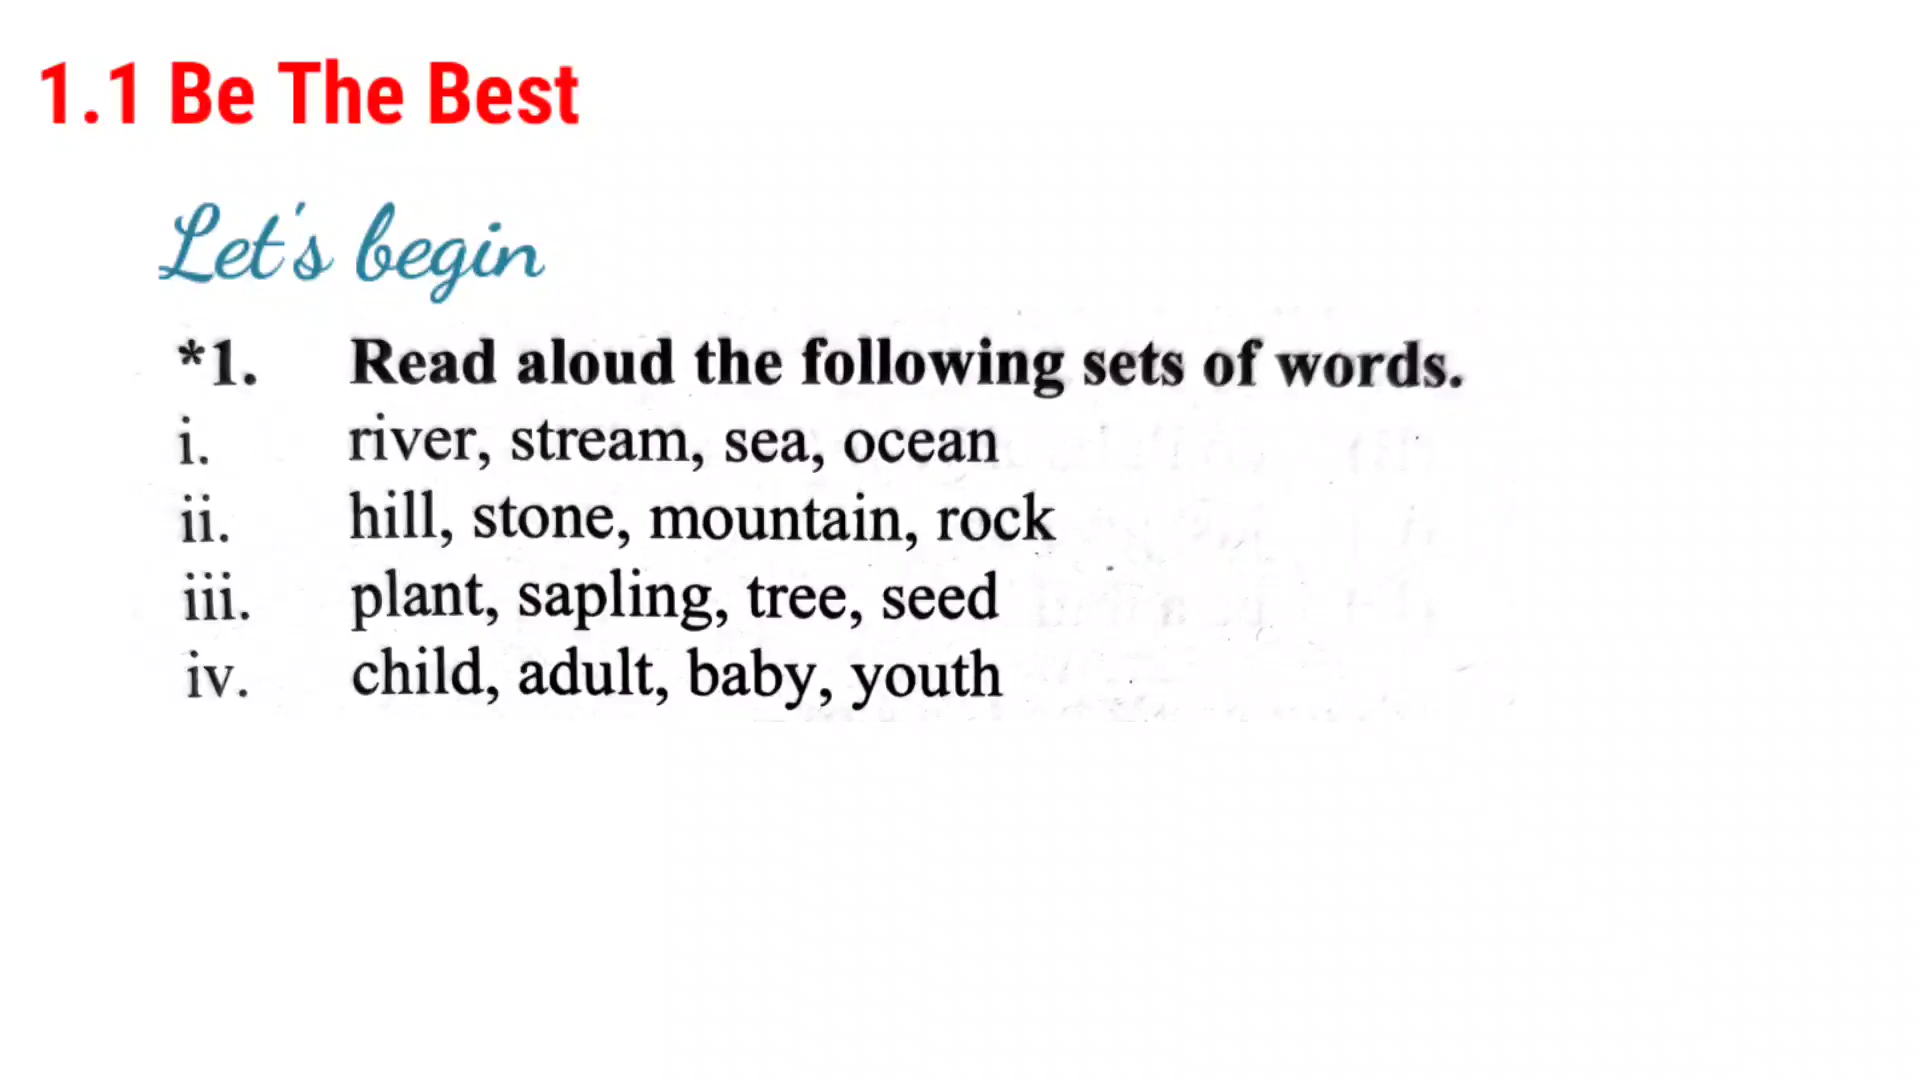 1.1 Be The Best
Let's begin
*1. Read aloud the following sets of words.
i. river, stream, sea, ocean
ii. hill, stone, mountain, rock
iii. plant, sapling, tree, seed
iv. child, adult, baby, youth